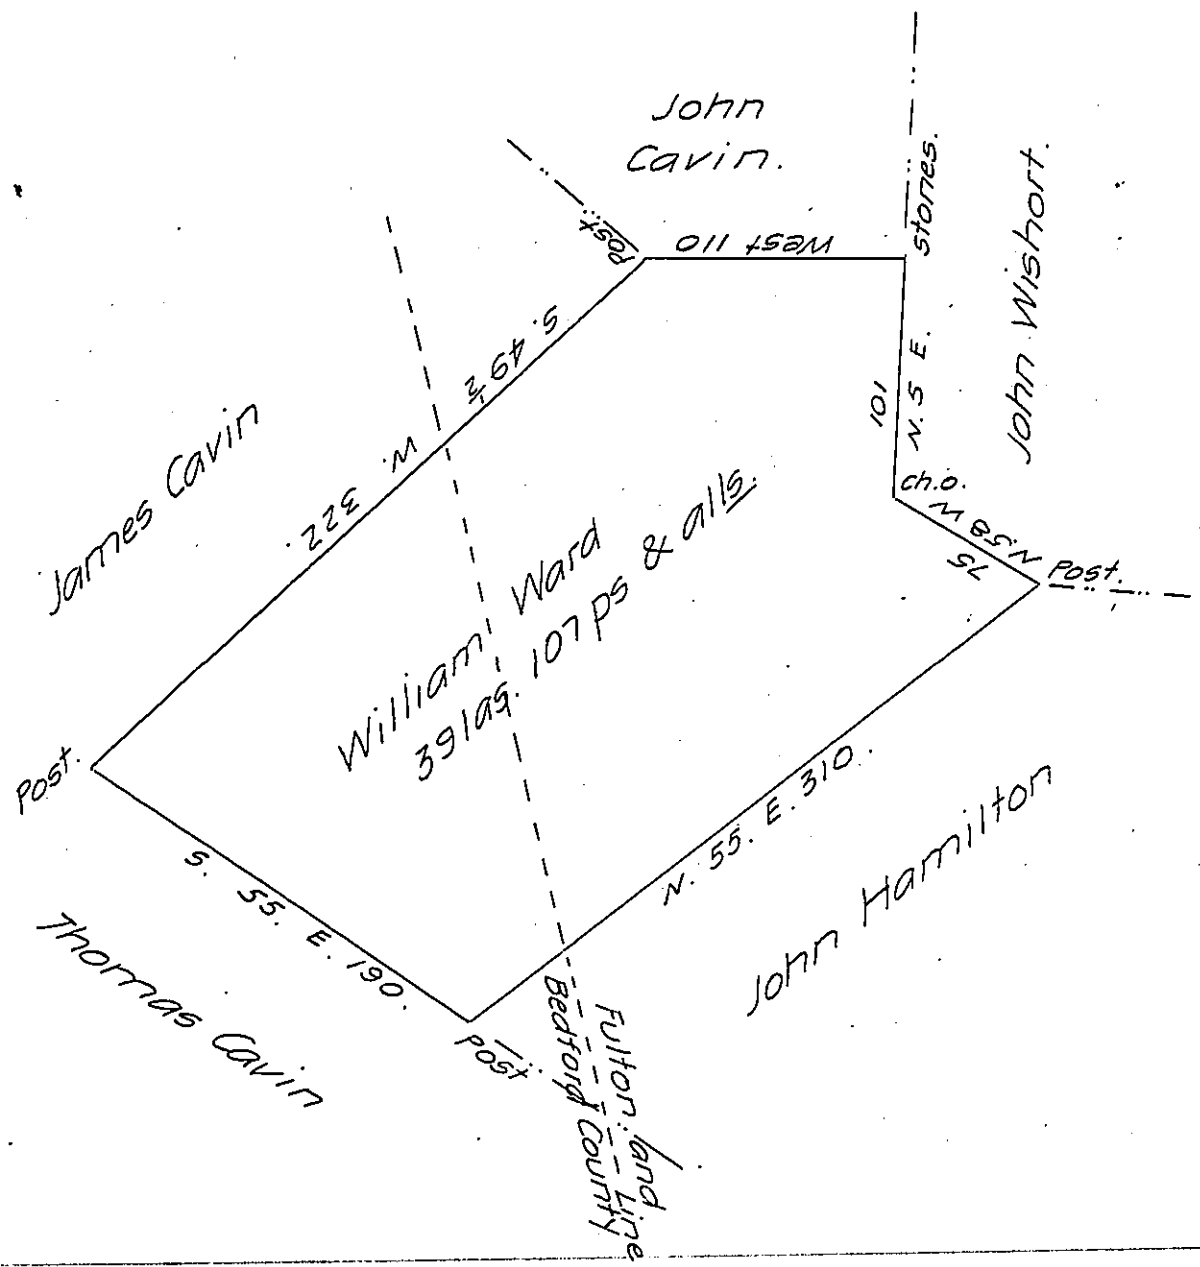 John
Cavin.
Post.
West 110
stones.
John Wishort.
S. 49½ W. 322.
101
N. 5 E.
ch.o.
N.58 W
75
Post.
James Cavin
William Ward
391as. 107 ps & alls.
Post.
N. 55. E. 310.
John Hamilton
S. 55. E. 190.
Thomas Cavin
Post.
Fulton and
Bedford County Line